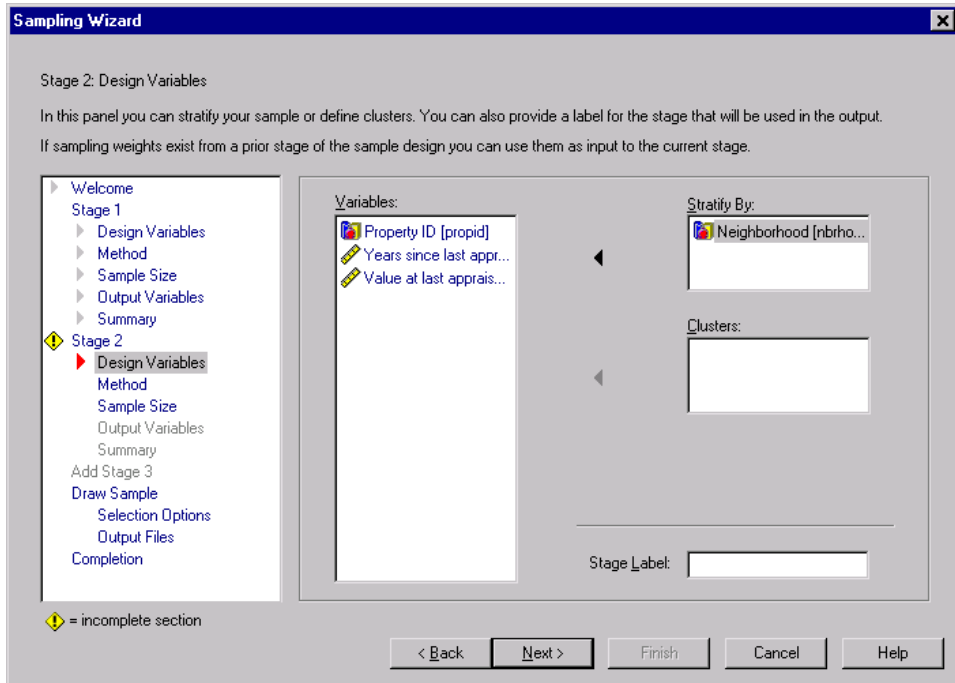 Sampling Wizard
Stage 2: Design Variables
In this panel you can stratify your sample or define clusters. You can also provide a label for the stage that will be used in the output.
If sampling weights exist from a prior stage of the sample design you can use them as input to the current stage.
Welcome
Stage 1
Design Variables
Method
Sample Size
Output Variables
Summary
Stage 2
Design Variables
Method
Sample Size
Output Variables
Summary
Add Stage 3
Draw Sample
Selection Options
Output Files
Completion
! = incomplete section
Variables:
Property ID [propid]
Years since last appr...
Value at last apprais...
Stratify By:
Neighborhood [nbrho...
Clusters:
Stage Label:
< Back
Next >
Finish
Cancel
Help